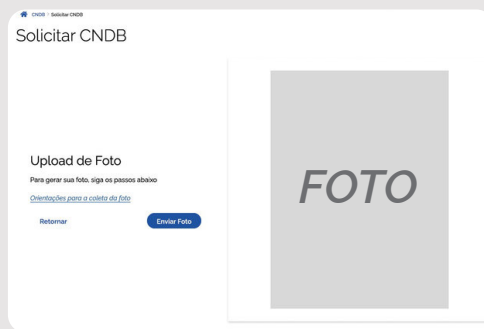 CNDB > Solicitar CNDB
Solicitar CNDB
Upload de Foto
Para gerar sua foto, siga os passos abaixo
Orientações para a coleta da foto
Retornar
Enviar Foto
FOTO